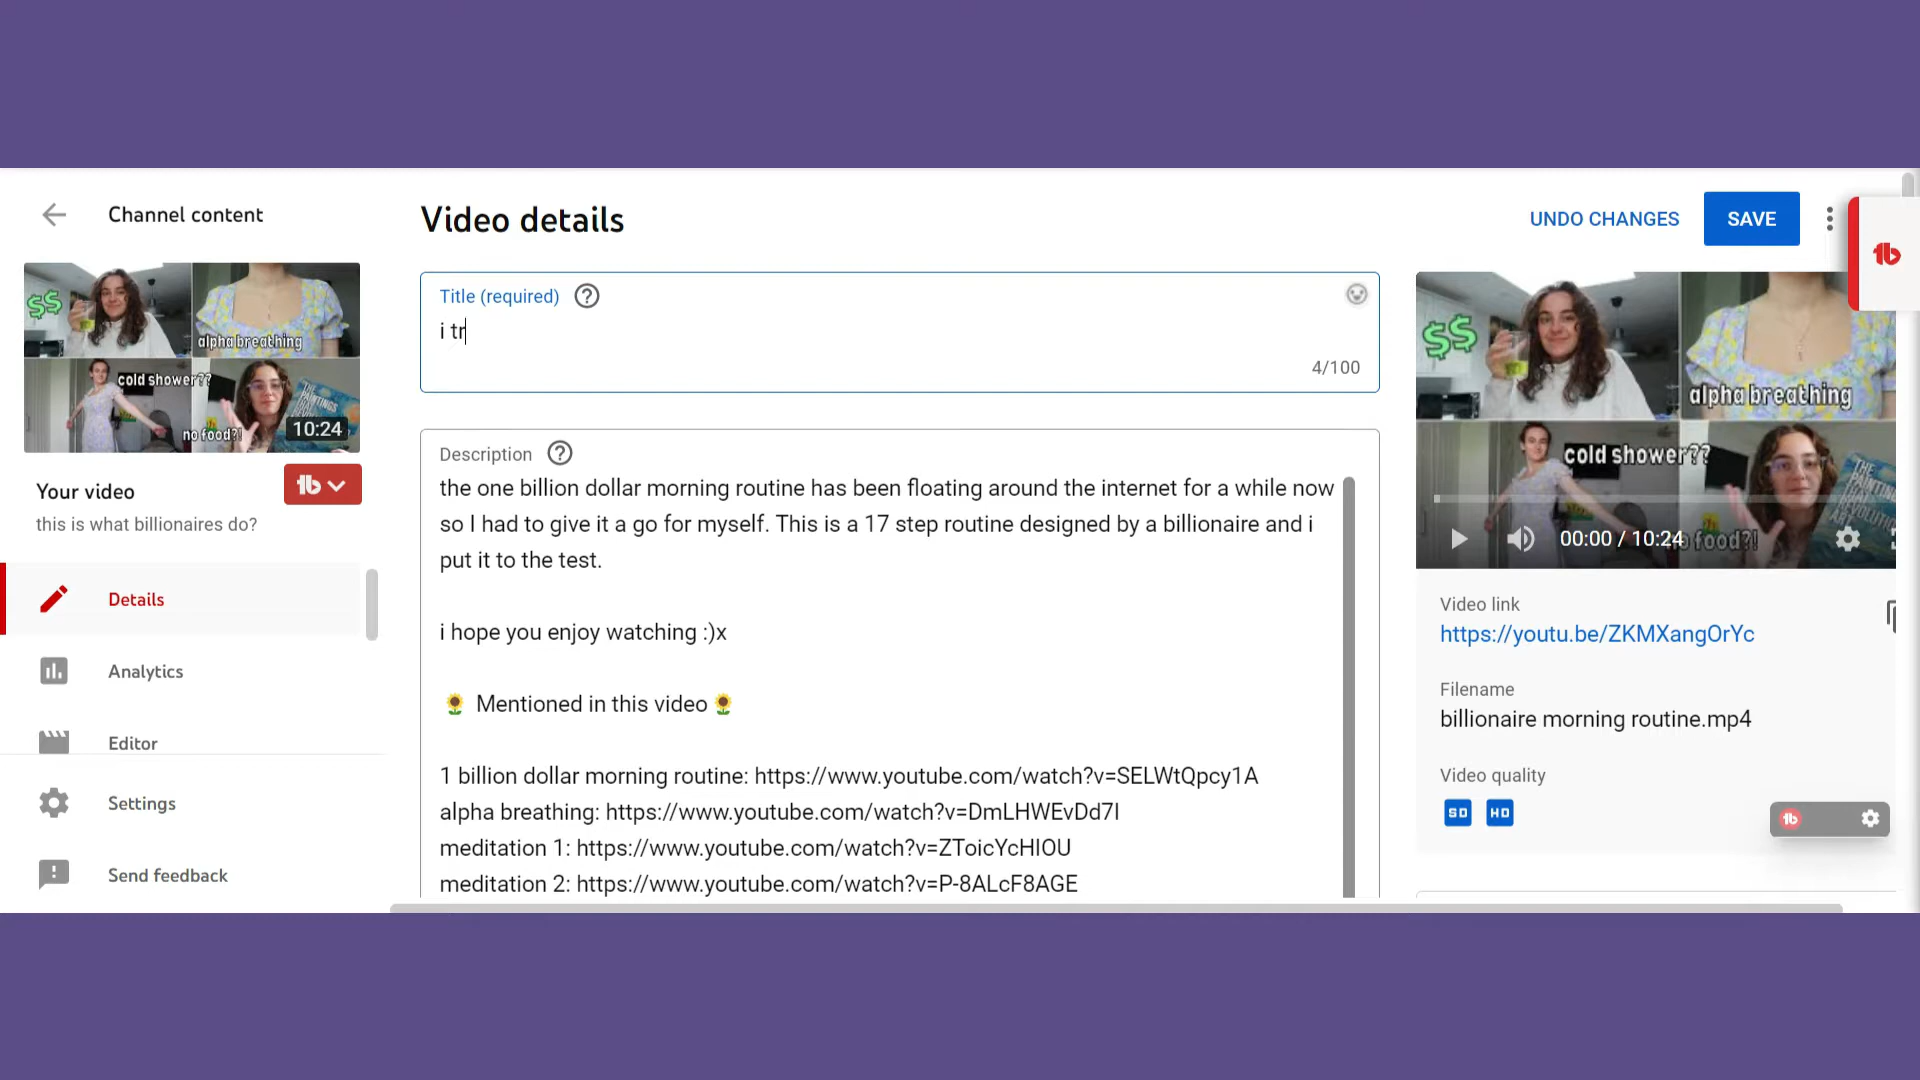 Channel content
Video details
UNDO CHANGES
SAVE
$$
alpha breathing
cold shower??
no food?!
10:24
Your video
this is what billionaires do?
Details
Analytics
Editor
Settings
Send feedback
Title (required)
i tr
4/100
Description
the one billion dollar morning routine has been floating around the internet for a while now
so I had to give it a go for myself. This is a 17 step routine designed by a billionaire and i
put it to the test.
i hope you enjoy watching :)x
🌻 Mentioned in this video 🌻
1 billion dollar morning routine: https://www.youtube.com/watch?v=SELWtQpcy1A
alpha breathing: https://www.youtube.com/watch?v=DmLHWEvDd7I
meditation 1: https://www.youtube.com/watch?v=ZToicYcHIOU
meditation 2: https://www.youtube.com/watch?v=P-8ALcF8AGE
$$
alpha breathing
cold shower??
food?!
00:00 / 10:24
Video link
https://youtu.be/ZKMXangOrYc
Filename
billionaire morning routine.mp4
Video quality
SD
HD